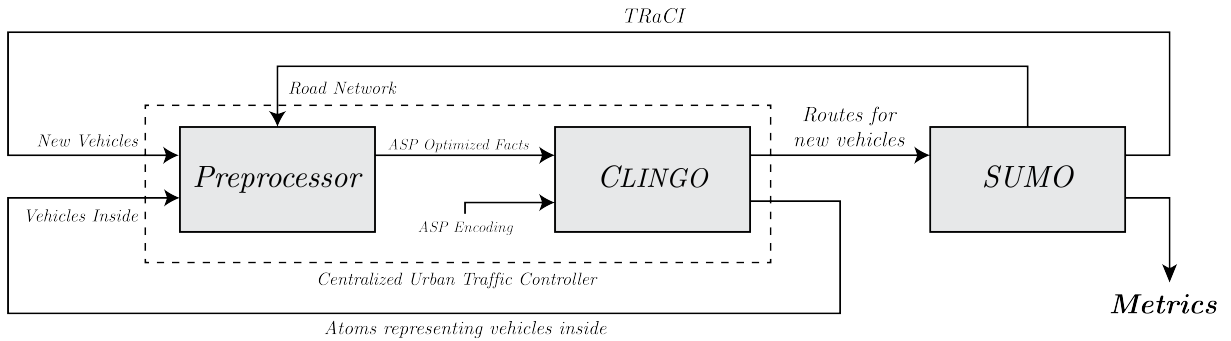 TRaCI
Road Network
New Vehicles
ASP Optimized Facts
Routes for
new vehicles
Preprocessor
CLINGO
SUMO
Vehicles Inside
ASP Encoding
Centralized Urban Traffic Controller
Metrics
Atoms representing vehicles inside